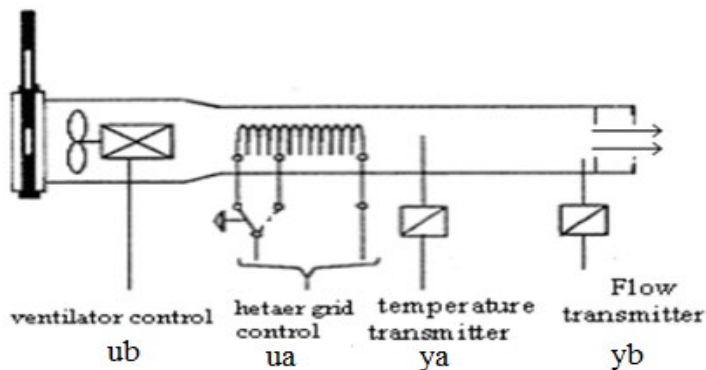 ventilator control
ub
hetaer grid
control
ua
temperature
transmitter
ya
Flow
transmitter
yb